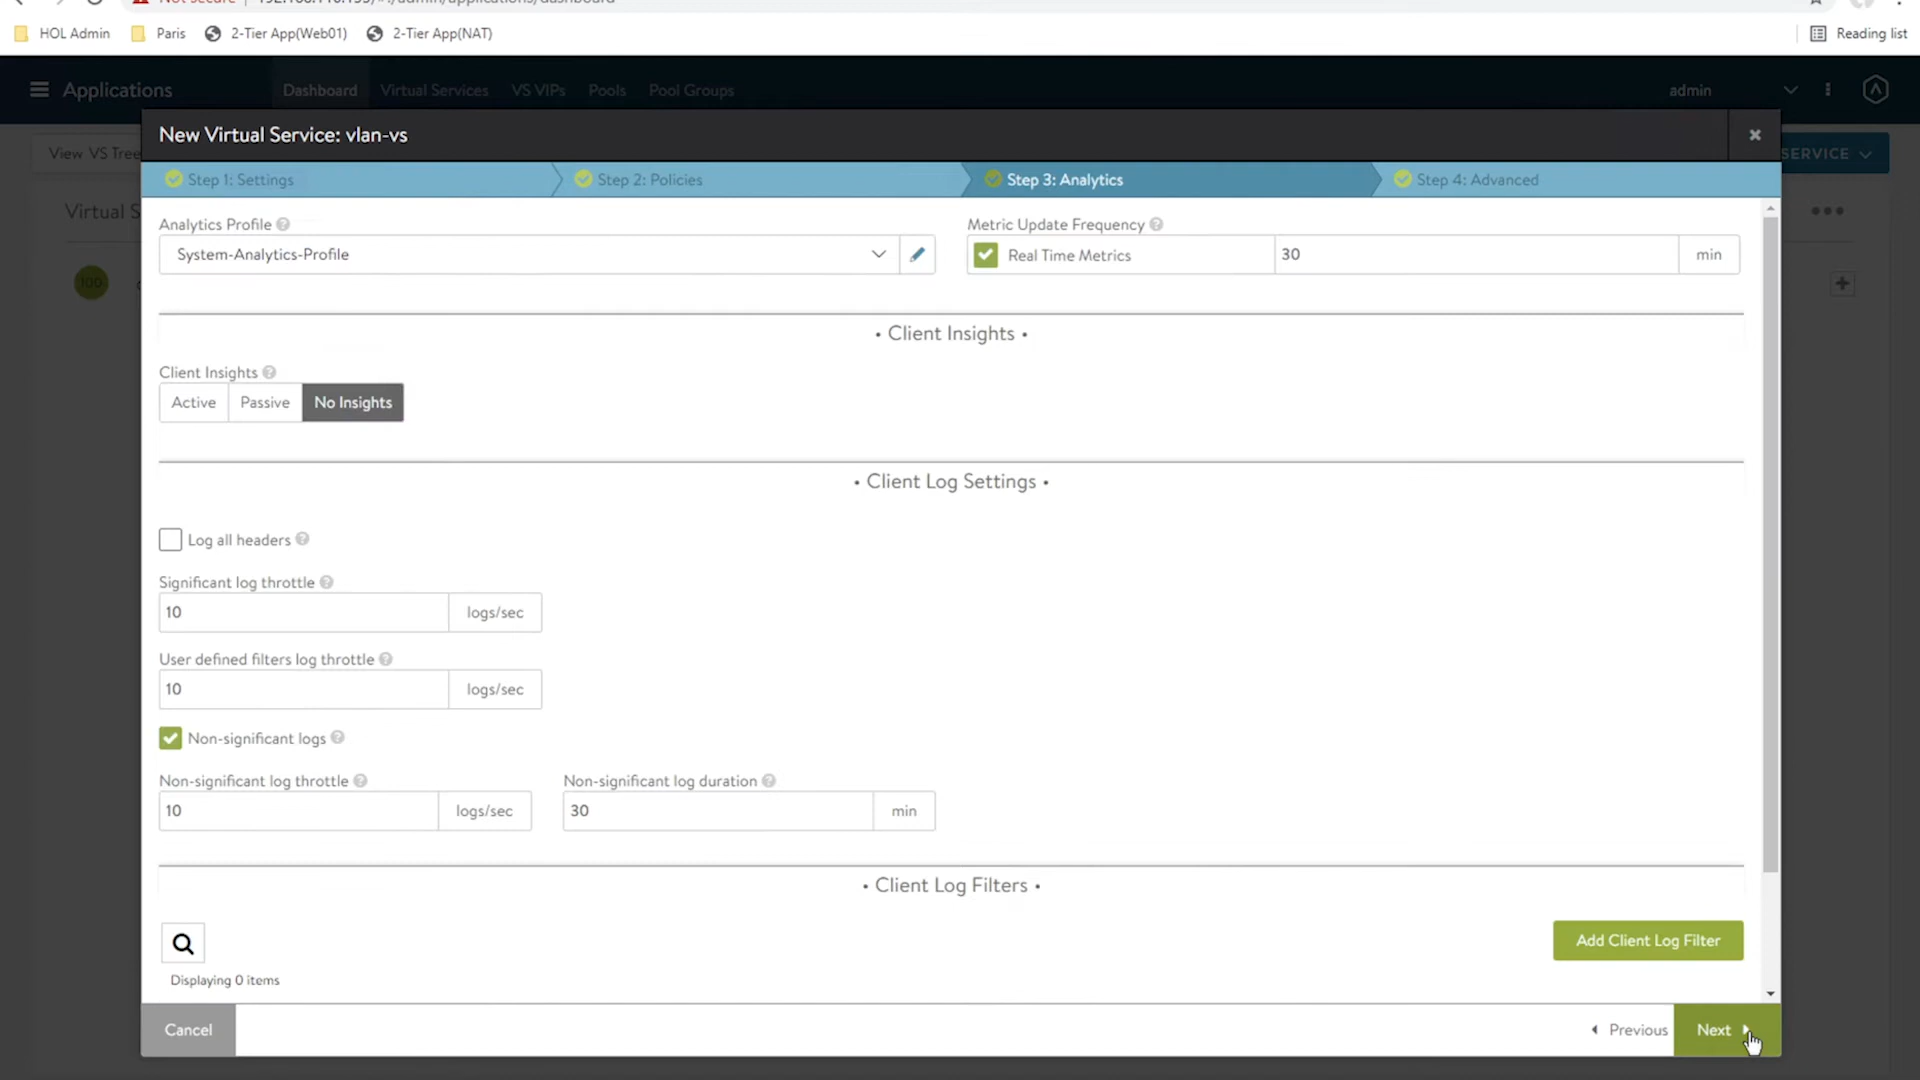 HOL Admin Paris 2-Tier App(Web01) 2-Tier App(NAT) Reading list
Applications Dashboard Virtual Services VS VIPs Pools Pool Groups admin
New Virtual Service: vlan-vs
View VS Tree SERVICE
Step 1: Settings Step 2: Policies Step 3: Analytics Step 4: Advanced
Virtual S
Analytics Profile Metric Update Frequency
System-Analytics-Profile Real Time Metrics 30 min
100
• Client Insights •
Client Insights
Active Passive No Insights
• Client Log Settings •
Log all headers
Significant log throttle
10 logs/sec
User defined filters log throttle
10 logs/sec
Non-significant logs
Non-significant log throttle Non-significant log duration
10 logs/sec 30 min
• Client Log Filters •
Add Client Log Filter
Displaying 0 items
Cancel Previous Next